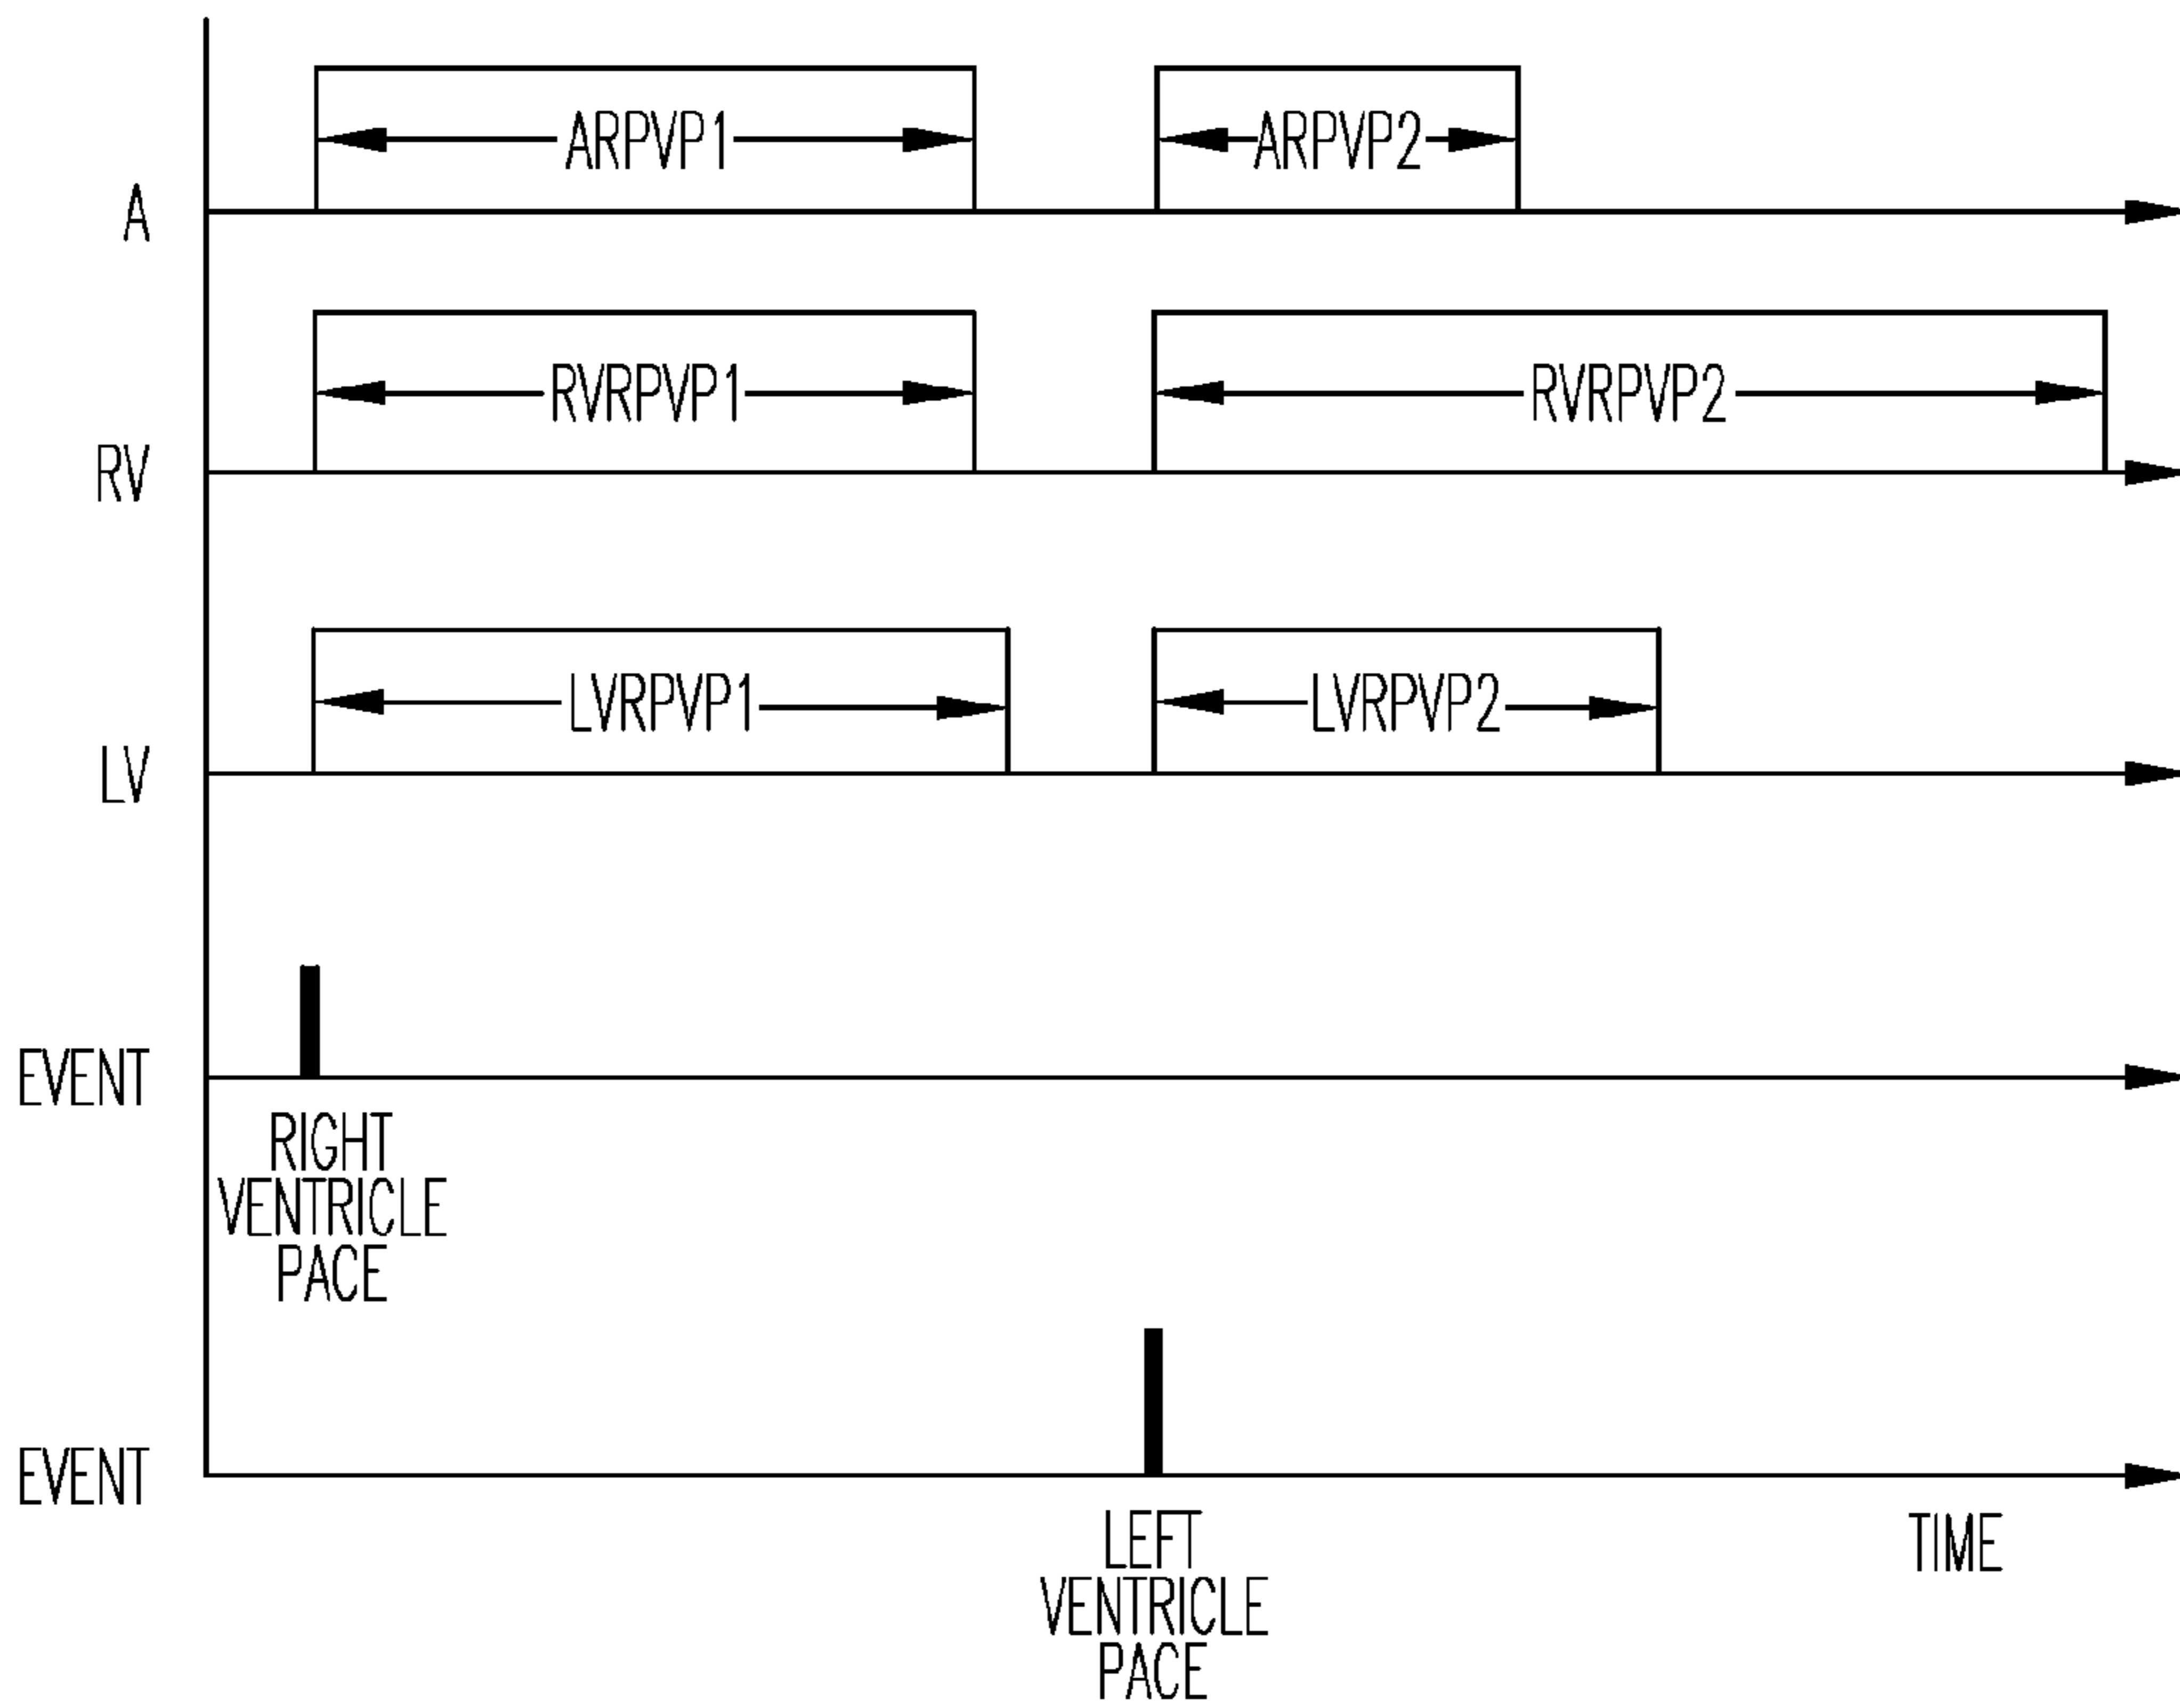 ARPVP1
ARPVP2
A
RVRPVP1
RVRPVP2
RV
LVRPVP1
LVRPVP2
LV
EVENT
RIGHT
VENTRICLE
PACE
EVENT
LEFT
VENTRICLE
PACE
TIME